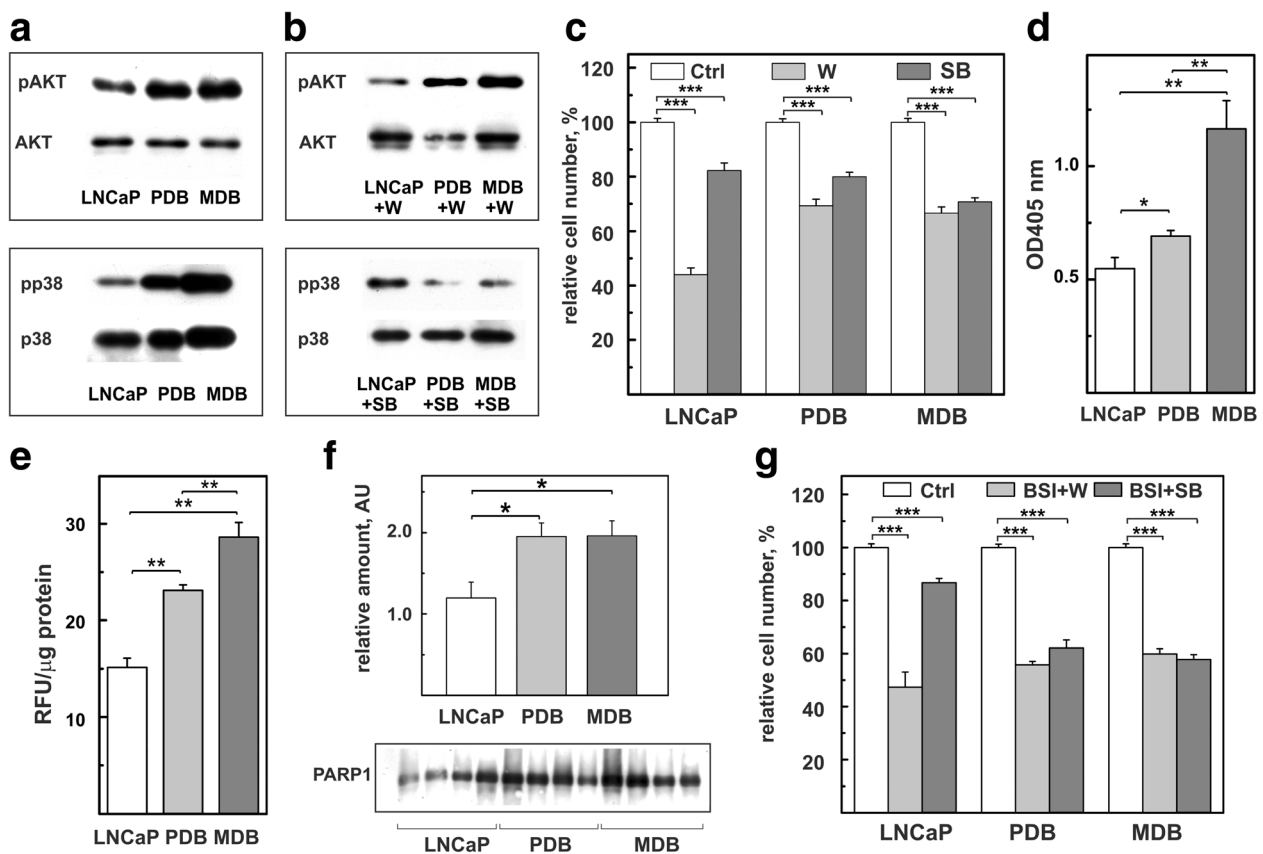 a
pAKT
AKT
LNCaP PDB MDB
pp38
p38
LNCaP PDB MDB
b
pAKT
AKT
LNCaP PDB MDB
+W +W +W
pp38
p38
LNCaP PDB MDB
+SB +SB +SB
c
relative cell number, %
120
100
80
60
40
20
Ctrl W SB
*** ***
*** ***
*** ***
LNCaP PDB MDB
d
OD405 nm
1.0
0.5
**
**
*
LNCaP PDB MDB
e
RFU/µg protein
30
20
10
**
**
**
LNCaP PDB MDB
f
relative amount, AU
2.0
1.0
*
*
LNCaP PDB MDB
PARP1
LNCaP PDB MDB
g
relative cell number, %
120
100
80
60
40
20
Ctrl BSI+W BSI+SB
*** ***
*** ***
*** ***
LNCaP PDB MDB